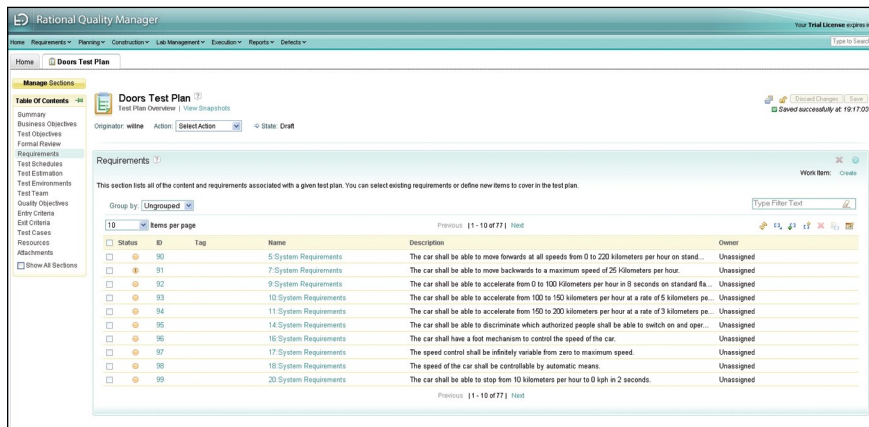 Rational Quality Manager
Your Trial License expires i
Home Requirements Planning Construction Lab Management Execution Reports Defects
Type to Search
Home Doors Test Plan
Manage Sections
Table Of Contents
Summary
Business Objectives
Test Objectives
Formal Review
Requirements
Test Schedules
Test Estimation
Test Environments
Test Team
Quality Objectives
Entry Criteria
Exit Criteria
Test Cases
Resources
Attachments
Show All Sections
Doors Test Plan ?
Test Plan Overview | View Snapshots
Discard Changes Save
Saved successfully at: 19:17:03
Originator: willne Action: Select Action State: Draft
Requirements ?
Work Item: Create
This section lists all of the content and requirements associated with a given test plan. You can select existing requirements or define new items to cover in the test plan.
Group by: Ungrouped
Type Filter Text
10 Items per page
Previous | 1 - 10 of 77 | Next
Status ID Tag Name Description Owner
90 5:System Requirements The car shall be able to move forwards at all speeds from 0 to 220 kilometers per hour on stand... Unassigned
91 7:System Requirements The car shall be able to move backwards to a maximum speed of 25 Kilometers per hour. Unassigned
92 9:System Requirements The car shall be able to accelerate from 0 to 100 Kilometers per hour in 8 seconds on standard fla... Unassigned
93 10:System Requirements The car shall be able to accelerate from 100 to 150 kilometers per hour at a rate of 5 kilometers pe... Unassigned
94 11:System Requirements The car shall be able to accelerate from 150 to 200 kilometers per hour at a rate of 3 kilometers pe... Unassigned
95 14:System Requirements The car shall be able to discriminate which authorized people shall be able to switch on and oper... Unassigned
96 16:System Requirements The car shall have a foot mechanism to control the speed of the car. Unassigned
97 17:System Requirements The speed control shall be infinitely variable from zero to maximum speed. Unassigned
98 18:System Requirements The speed of the car shall be controllable by automatic means. Unassigned
99 20:System Requirements The car shall be able to stop from 10 kilometers per hour to 0 kph in 2 seconds. Unassigned
Previous | 1 - 10 of 77 | Next